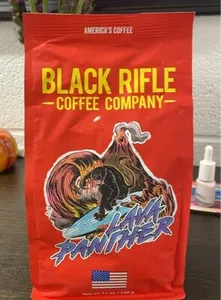 AMERICA'S COFFEE
BLACK RIFLE
COFFEE COMPANY
LAVA
PANTHER